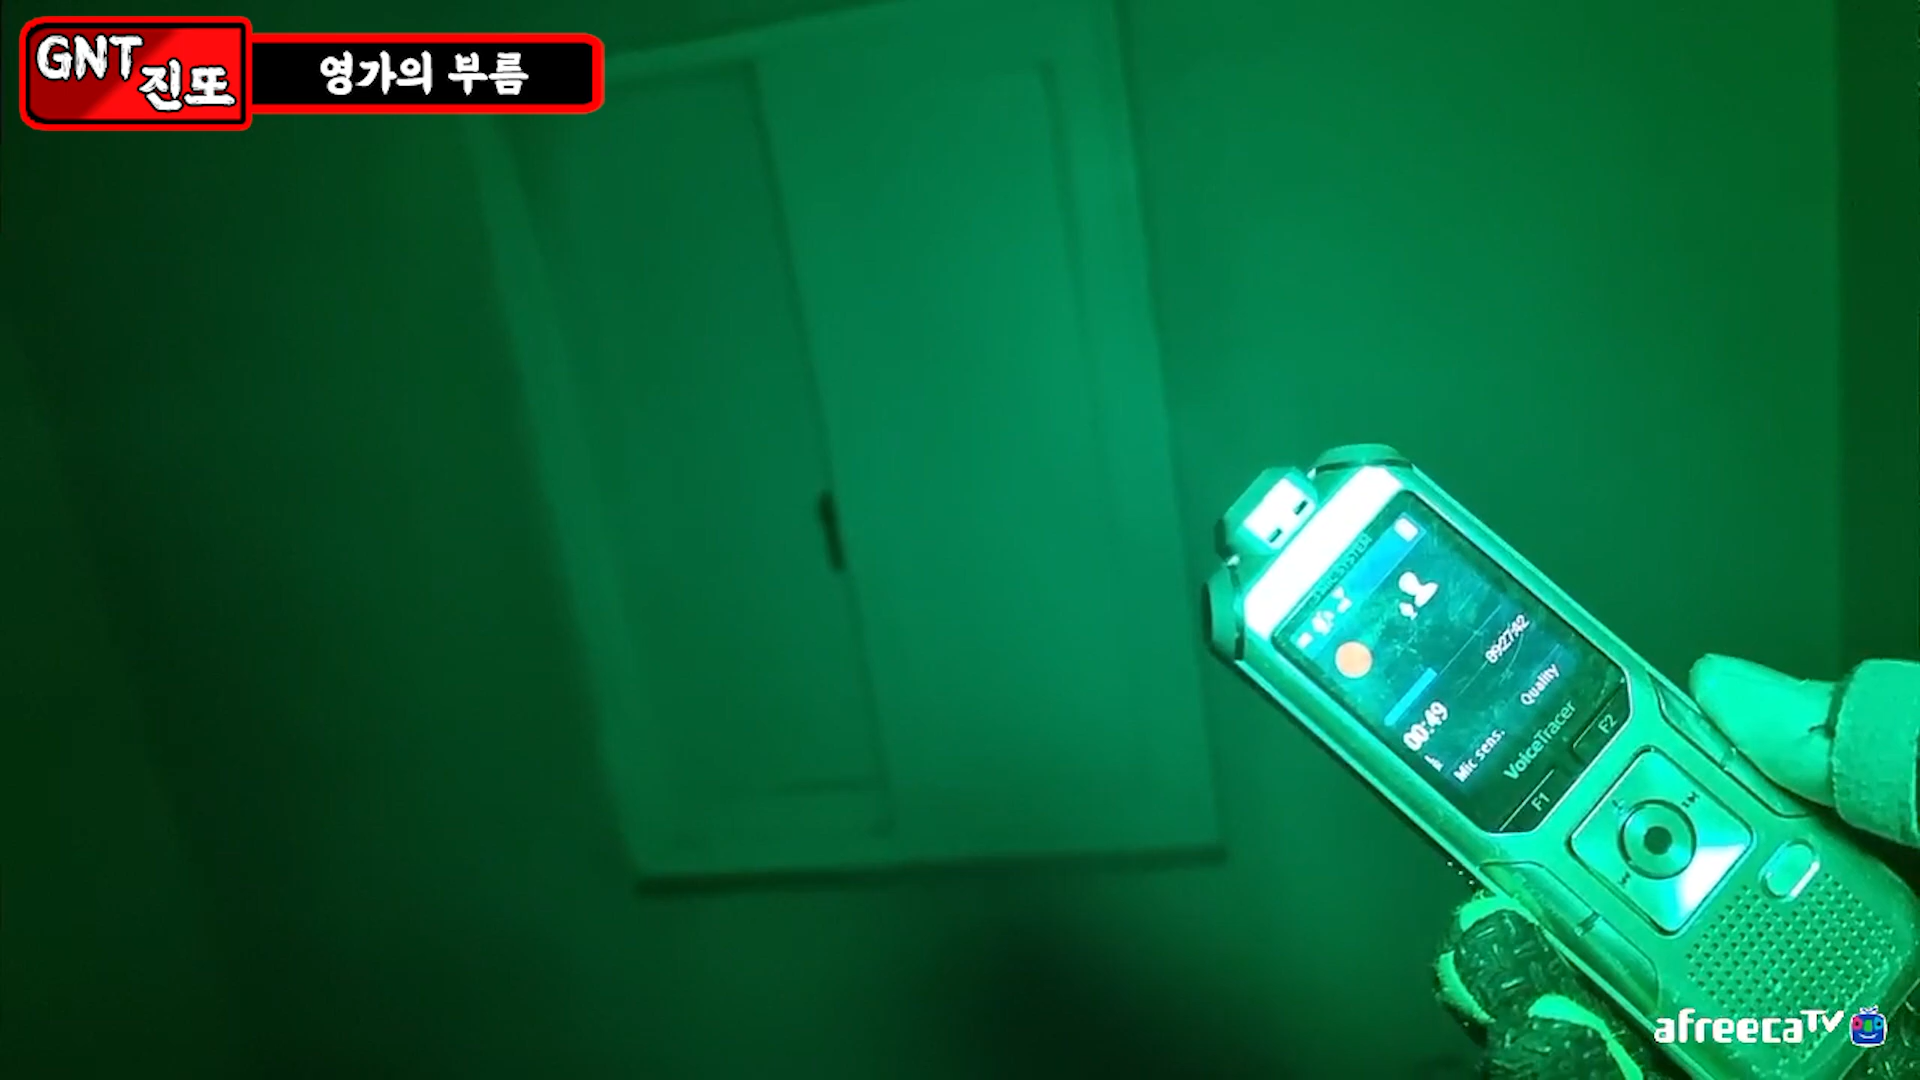 GNT
진또
영가의 부름
00:49
Quality
Mic sens.
VoiceTracer
F1
F2
afreecaTV